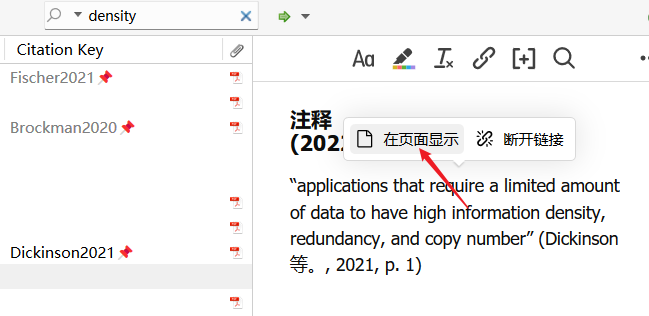 density
Citation Key
Fischer2021
Brockman2020
Dickinson2021
Aa
注释
在页面显示
断开链接
“applications that require a limited amount
of data to have high information density,
redundancy, and copy number” (Dickinson
等。, 2021, p. 1)